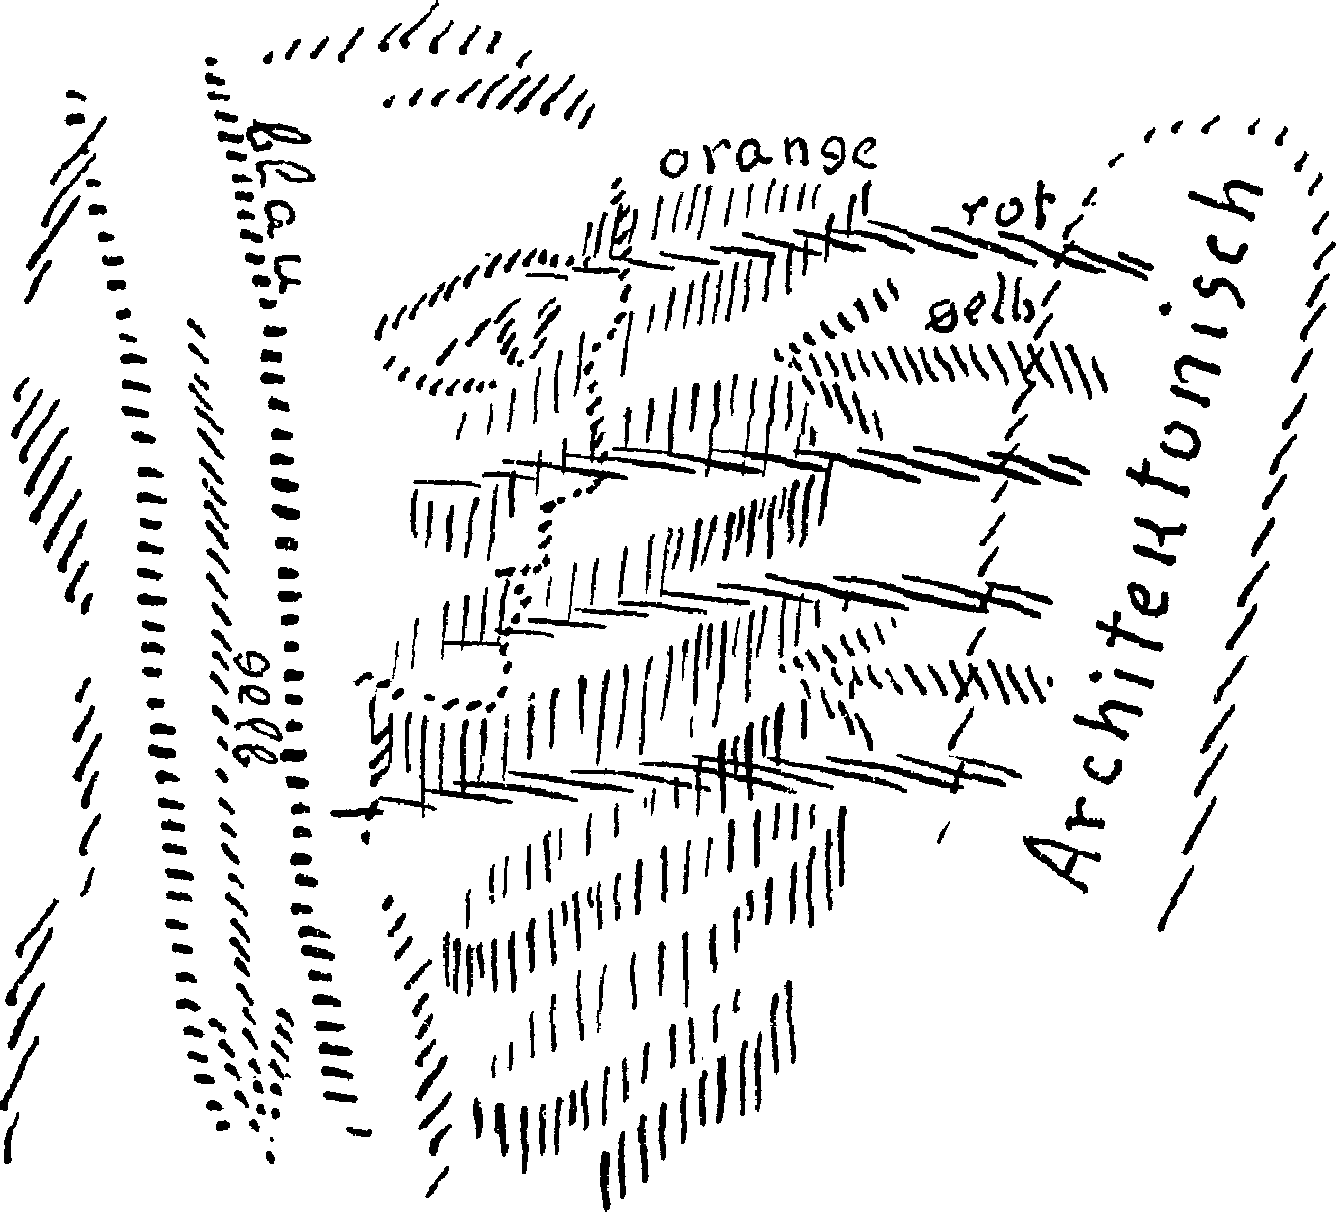 orange
rot
gelb
blau
Gelb
Architektonisch